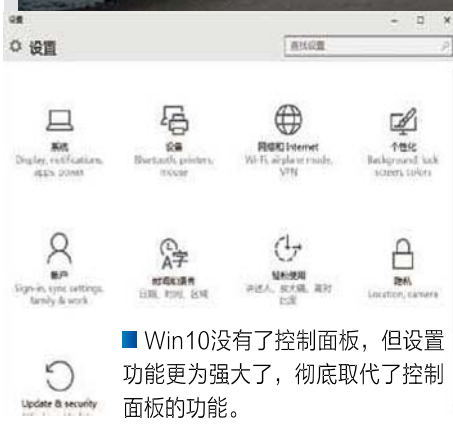 设置
设置
查找设置
系统
Display, notifications,
apps, power
设备
Bluetooth, printers,
mouse
网络和 Internet
Wi-Fi, airplane mode,
VPN
个性化
Background, lock
screen, colors
账户
Sign-in, sync settings,
family & work
时间和语言
日期、时间、区域
轻松使用
讲述人、放大镜、高对
比度
隐私
Location, camera
Update & security
Win10没有了控制面板，但设置
功能更为强大了，彻底取代了控制
面板的功能。